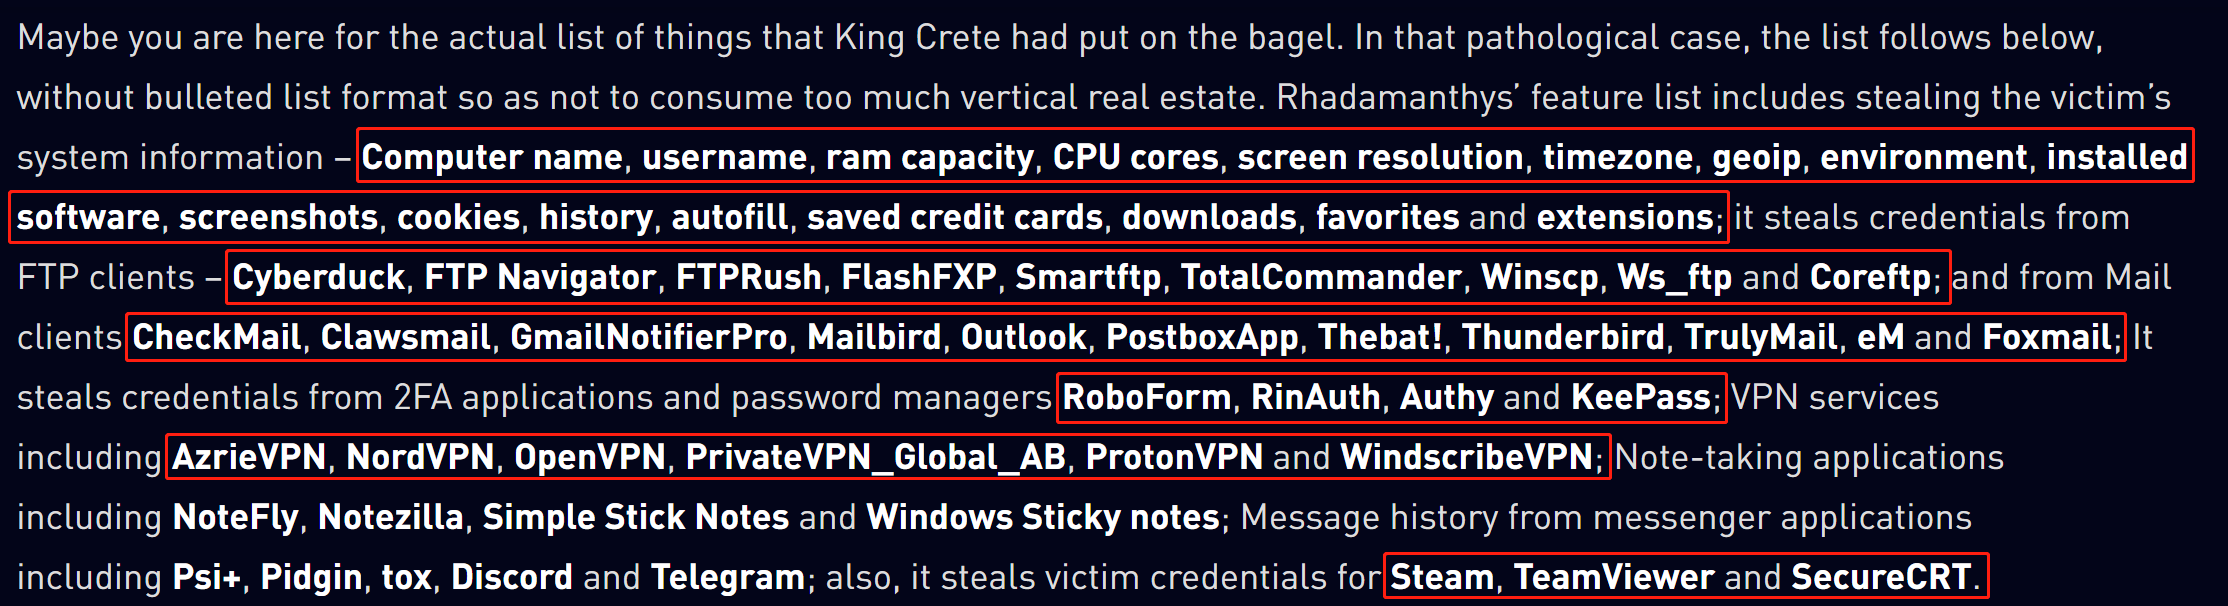 Maybe you are here for the actual list of things that King Crete had put on the bagel. In that pathological case, the list follows below,
without bulleted list format so as not to consume too much vertical real estate. Rhadamanthys’ feature list includes stealing the victim’s
system information – Computer name, username, ram capacity, CPU cores, screen resolution, timezone, geoip, environment, installed
software, screenshots, cookies, history, autofill, saved credit cards, downloads, favorites and extensions; it steals credentials from
FTP clients – Cyberduck, FTP Navigator, FTPRush, FlashFXP, Smartftp, TotalCommander, Winscp, Ws_ftp and Coreftp; and from Mail
clients CheckMail, Clawsmail, GmailNotifierPro, Mailbird, Outlook, PostboxApp, Thebat!, Thunderbird, TrulyMail, eM and Foxmail; It
steals credentials from 2FA applications and password managers RoboForm, RinAuth, Authy and KeePass; VPN services
including AzrieVPN, NordVPN, OpenVPN, PrivateVPN_Global_AB, ProtonVPN and WindscribeVPN; Note-taking applications
including NoteFly, Notezilla, Simple Stick Notes and Windows Sticky notes; Message history from messenger applications
including Psi+, Pidgin, tox, Discord and Telegram; also, it steals victim credentials for Steam, TeamViewer and SecureCRT.